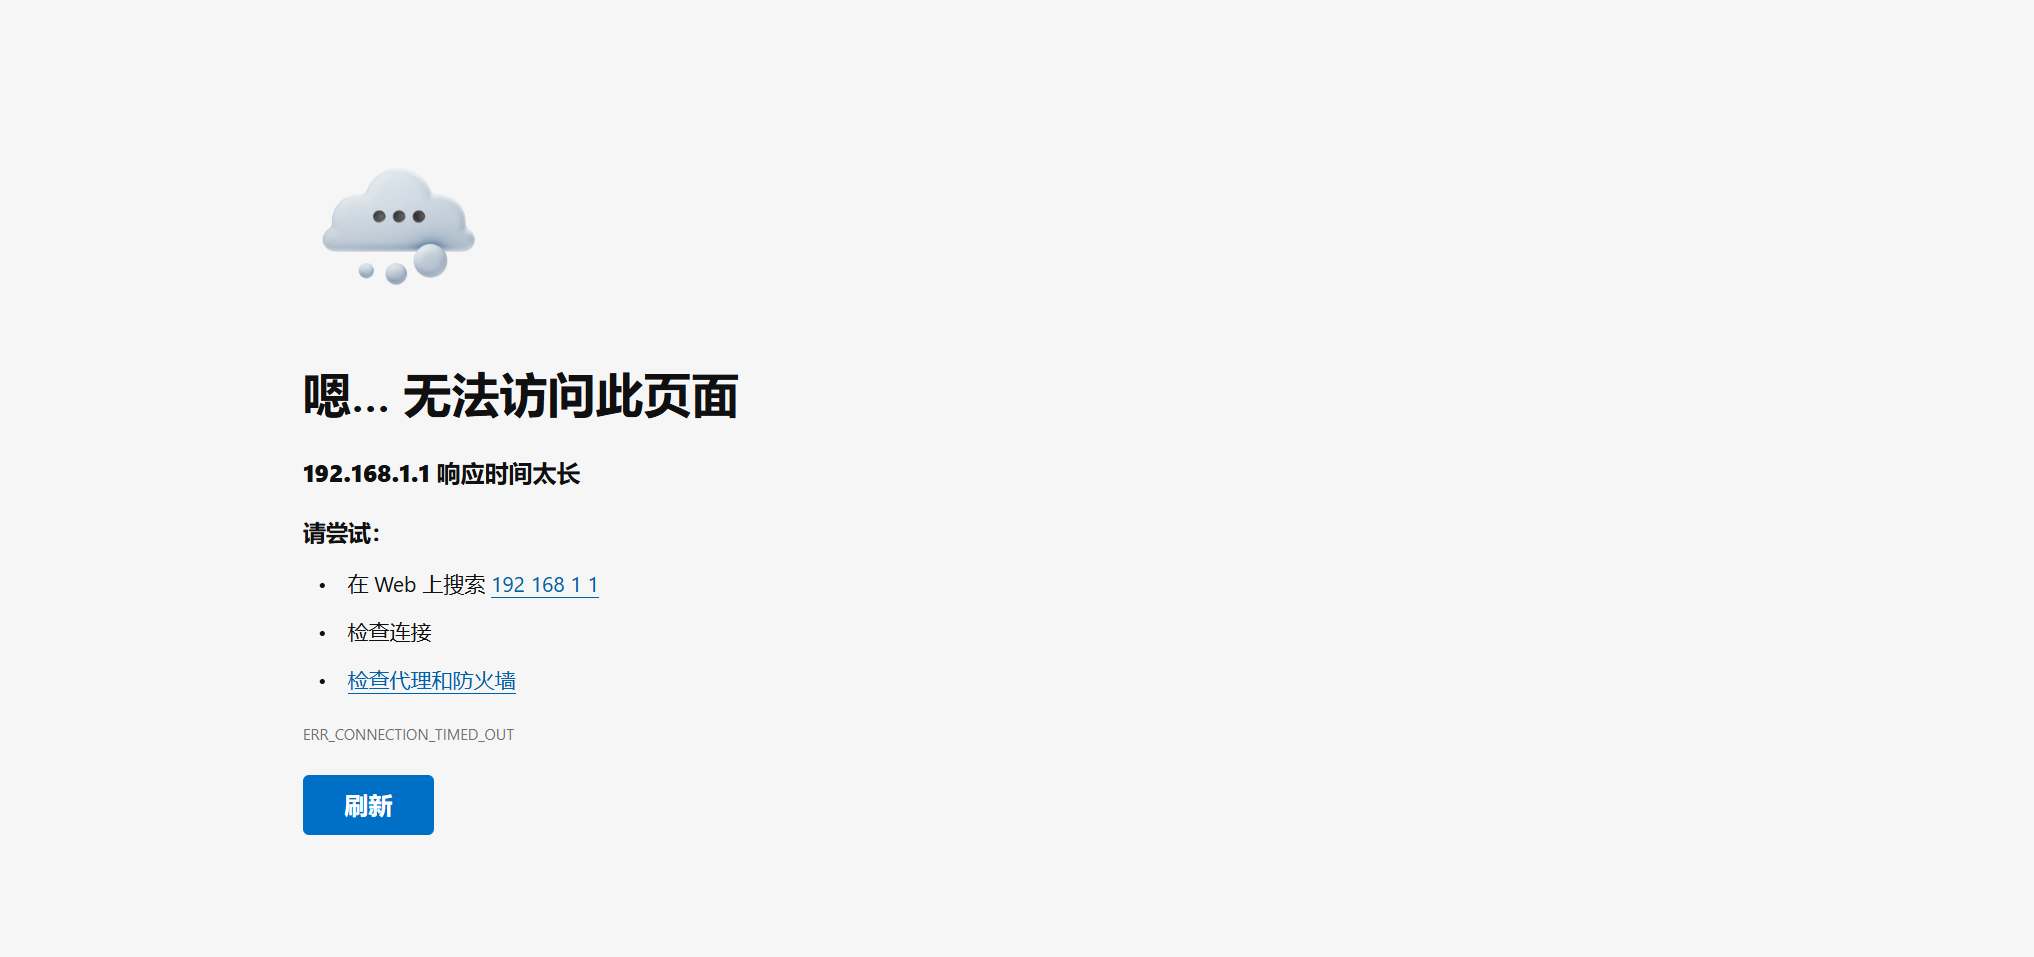 嗯… 无法访问此页面
192.168.1.1 响应时间太长
请尝试：
• 在 Web 上搜索 192 168 1 1
• 检查连接
• 检查代理和防火墙
ERR_CONNECTION_TIMED_OUT
刷新